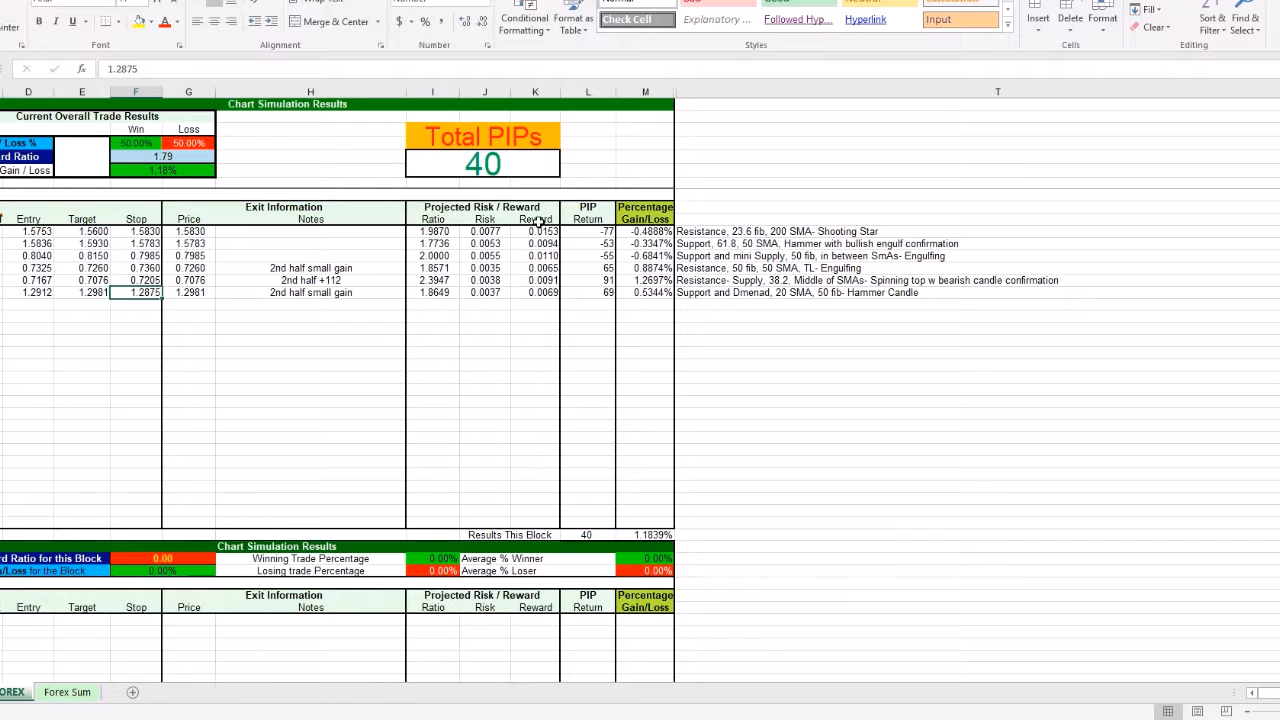 Merge & Center
$ % ,
Conditional Formatting
Format as Table
Check Cell
Explanatory ...
Followed Hyp...
Hyperlink
Input
Insert
Delete
Format
Fill
Clear
Sort & Filter
Find & Select
B I U
Font
Alignment
Number
Styles
Cells
Editing
fx 1.2875
D E F G H I J K L M T
Chart Simulation Results
Current Overall Trade Results
Win Loss
/ Loss % 50.00% 50.00%
rd Ratio 1.79
Gain / Loss 1.18%
Total PIPs
40
Exit Information Projected Risk / Reward PIP Percentage
Entry Target Stop Price Notes Ratio Risk Reward Return Gain/Loss
1.5753 1.5600 1.5830 1.5830 1.9870 0.0077 0.0153 -77 -0.4888% Resistance, 23.6 fib, 200 SMA- Shooting Star
1.5836 1.5930 1.5783 1.5783 1.7736 0.0053 0.0094 -53 -0.3347% Support, 61.8, 50 SMA, Hammer with bullish engulf confirmation
0.8040 0.8150 0.7985 0.7985 2.0000 0.0055 0.0110 -55 -0.6841% Support and mini Supply, 50 fib, in between SmAs- Engulfing
0.7325 0.7260 0.7360 0.7260 2nd half small gain 1.8571 0.0035 0.0065 65 0.8874% Resistance, 50 fib, 50 SMA, TL- Engulfing
0.7167 0.7076 0.7205 0.7076 2nd half +112 2.3947 0.0038 0.0091 91 1.2697% Resistance- Supply, 38.2, Middle of SMAs- Spinning top w bearish candle confirmation
1.2912 1.2981 1.2875 1.2981 2nd half small gain 1.8649 0.0037 0.0069 69 0.5344% Support and Dmenad, 20 SMA, 50 fib- Hammer Candle
Results This Block 40 1.1839%
Chart Simulation Results
rd Ratio for this Block 0.00 Winning Trade Percentage 0.00% Average % Winner 0.00%
n/Loss for the Block 0.00% Losing trade Percentage 0.00% Average % Loser 0.00%
Exit Information Projected Risk / Reward PIP Percentage
Entry Target Stop Price Notes Ratio Risk Reward Return Gain/Loss
OREX Forex Sum